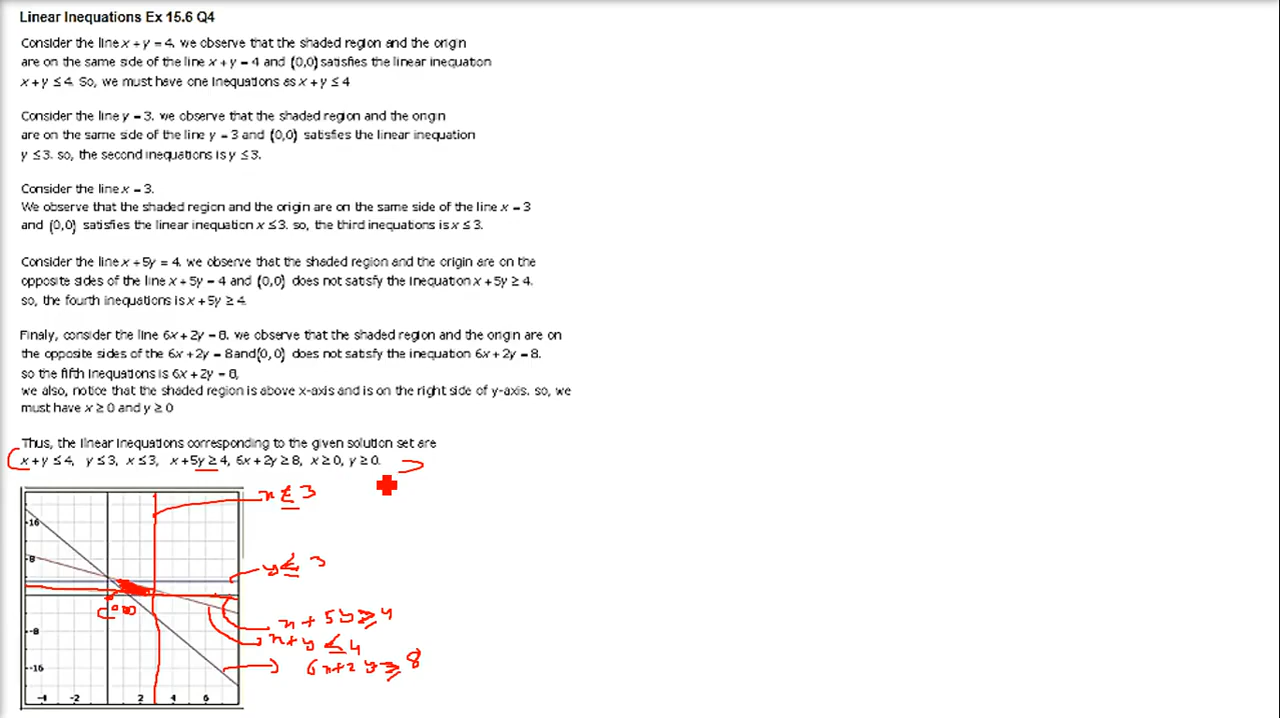 Linear Inequations Ex 15.6 Q4
Consider the line x + y = 4. we observe that the shaded region and the origin
are on the same side of the line x + y = 4 and (0,0) satisfies the linear inequation
x + y ≤ 4. So, we must have one inequations as x + y ≤ 4
Consider the line y = 3. we observe that the shaded region and the origin
are on the same side of the line y = 3 and (0,0) satisfies the linear inequation
y ≤ 3. so, the second inequations is y ≤ 3.
Consider the line x = 3.
We observe that the shaded region and the origin are on the same side of the line x = 3
and (0,0) satisfies the linear inequation x ≤ 3. so, the third inequations is x ≤ 3.
Consider the line x + 5y = 4. we observe that the shaded region and the origin are on the
opposite sides of the line x + 5y = 4 and (0,0) does not satisfy the inequation x + 5y ≥ 4.
so, the fourth inequations is x + 5y ≥ 4.
Finaly, consider the line 6x + 2y = 8. we observe that the shaded region and the origin are on
the opposite sides of the 6x + 2y = 8 and (0,0) does not satisfy the inequation 6x + 2y = 8.
so the fifth inequations is 6x + 2y = 8,
we also, notice that the shaded region is above x-axis and is on the right side of y-axis. so, we
must have x ≥ 0 and y ≥ 0
Thus, the linear inequations corresponding to the given solution set are
x + y ≤ 4, y ≤ 3, x ≤ 3, x + 5y ≥ 4, 6x + 2y ≥ 8, x ≥ 0, y ≥ 0.
x ≤ 3
16
8
y ≤ 3
x + 5y ≥ 4
-8
x + y ≤ 4
6x + 2y ≥ 8
-16
-4 -2 2 4 6